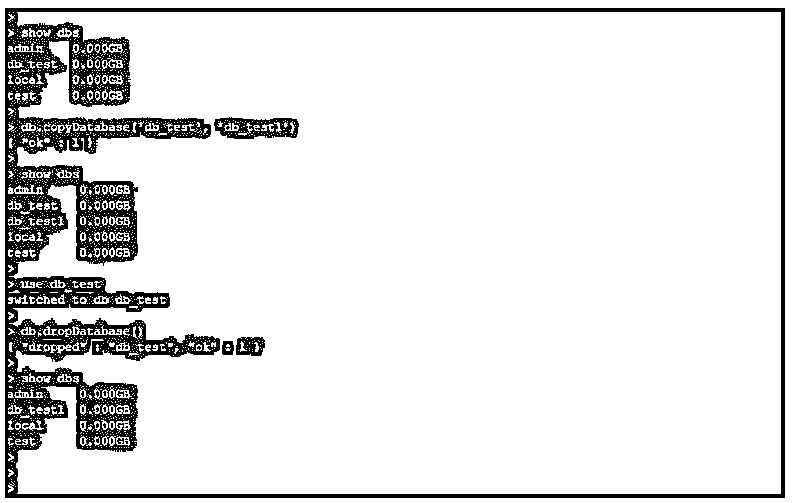 >
> show dbs
admin 0.000GB
db_test 0.000GB
local 0.000GB
test 0.000GB
>
> db.copyDatabase('db_test', 'db_test1')
{ "ok" : 1 }
>
> show dbs
admin 0.000GB
db_test 0.000GB
db_test1 0.000GB
local 0.000GB
test 0.000GB
>
> use db_test
switched to db db_test
>
> db.dropDatabase()
{ "dropped" : "db_test", "ok" : 1 }
>
> show dbs
admin 0.000GB
db_test1 0.000GB
local 0.000GB
test 0.000GB
>
>
>